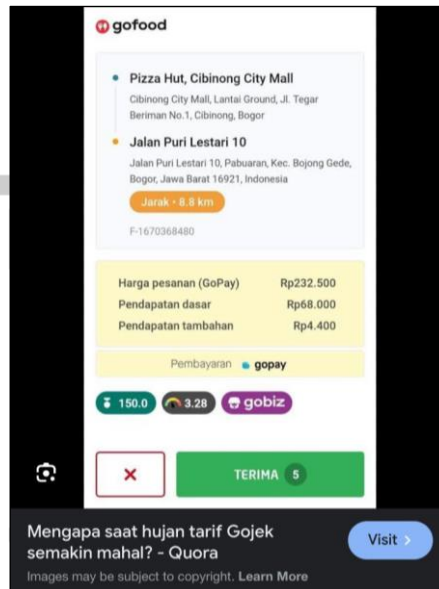 gofood
Pizza Hut, Cibinong City Mall
Cibinong City Mall, Lantai Ground, Jl. Tegar
Beriman No.1, Cibinong, Bogor
Jalan Puri Lestari 10
Jalan Puri Lestari 10, Pabuaran, Kec. Bojong Gede,
Bogor, Jawa Barat 16921, Indonesia
Jarak • 8.8 km
F-1670368480
Harga pesanan (GoPay) Rp232.500
Pendapatan dasar Rp68.000
Pendapatan tambahan Rp4.400
Pembayaran gopay
150.0 3.28 gobiz
TERIMA 5
Mengapa saat hujan tarif Gojek
semakin mahal? - Quora
Visit
Images may be subject to copyright. Learn More